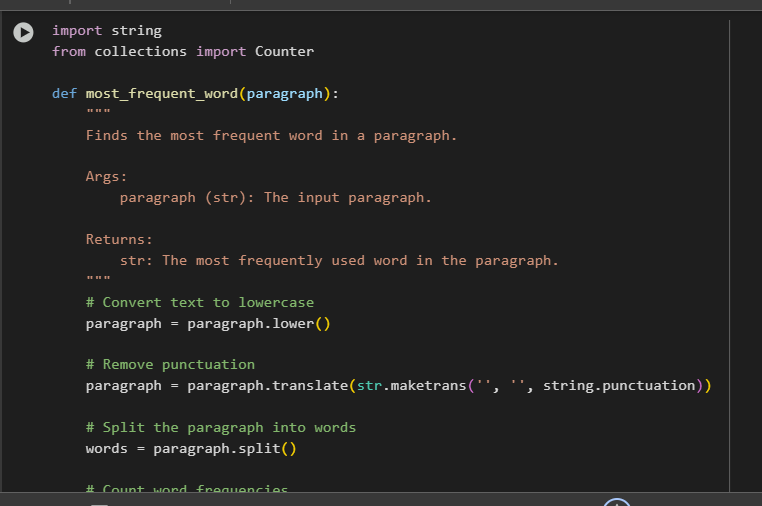 import string
from collections import Counter

def most_frequent_word(paragraph):
    """
    Finds the most frequent word in a paragraph.

    Args:
        paragraph (str): The input paragraph.

    Returns:
        str: The most frequently used word in the paragraph.
    """
    # Convert text to lowercase
    paragraph = paragraph.lower()

    # Remove punctuation
    paragraph = paragraph.translate(str.maketrans('', '', string.punctuation))

    # Split the paragraph into words
    words = paragraph.split()

    # Count word frequencies